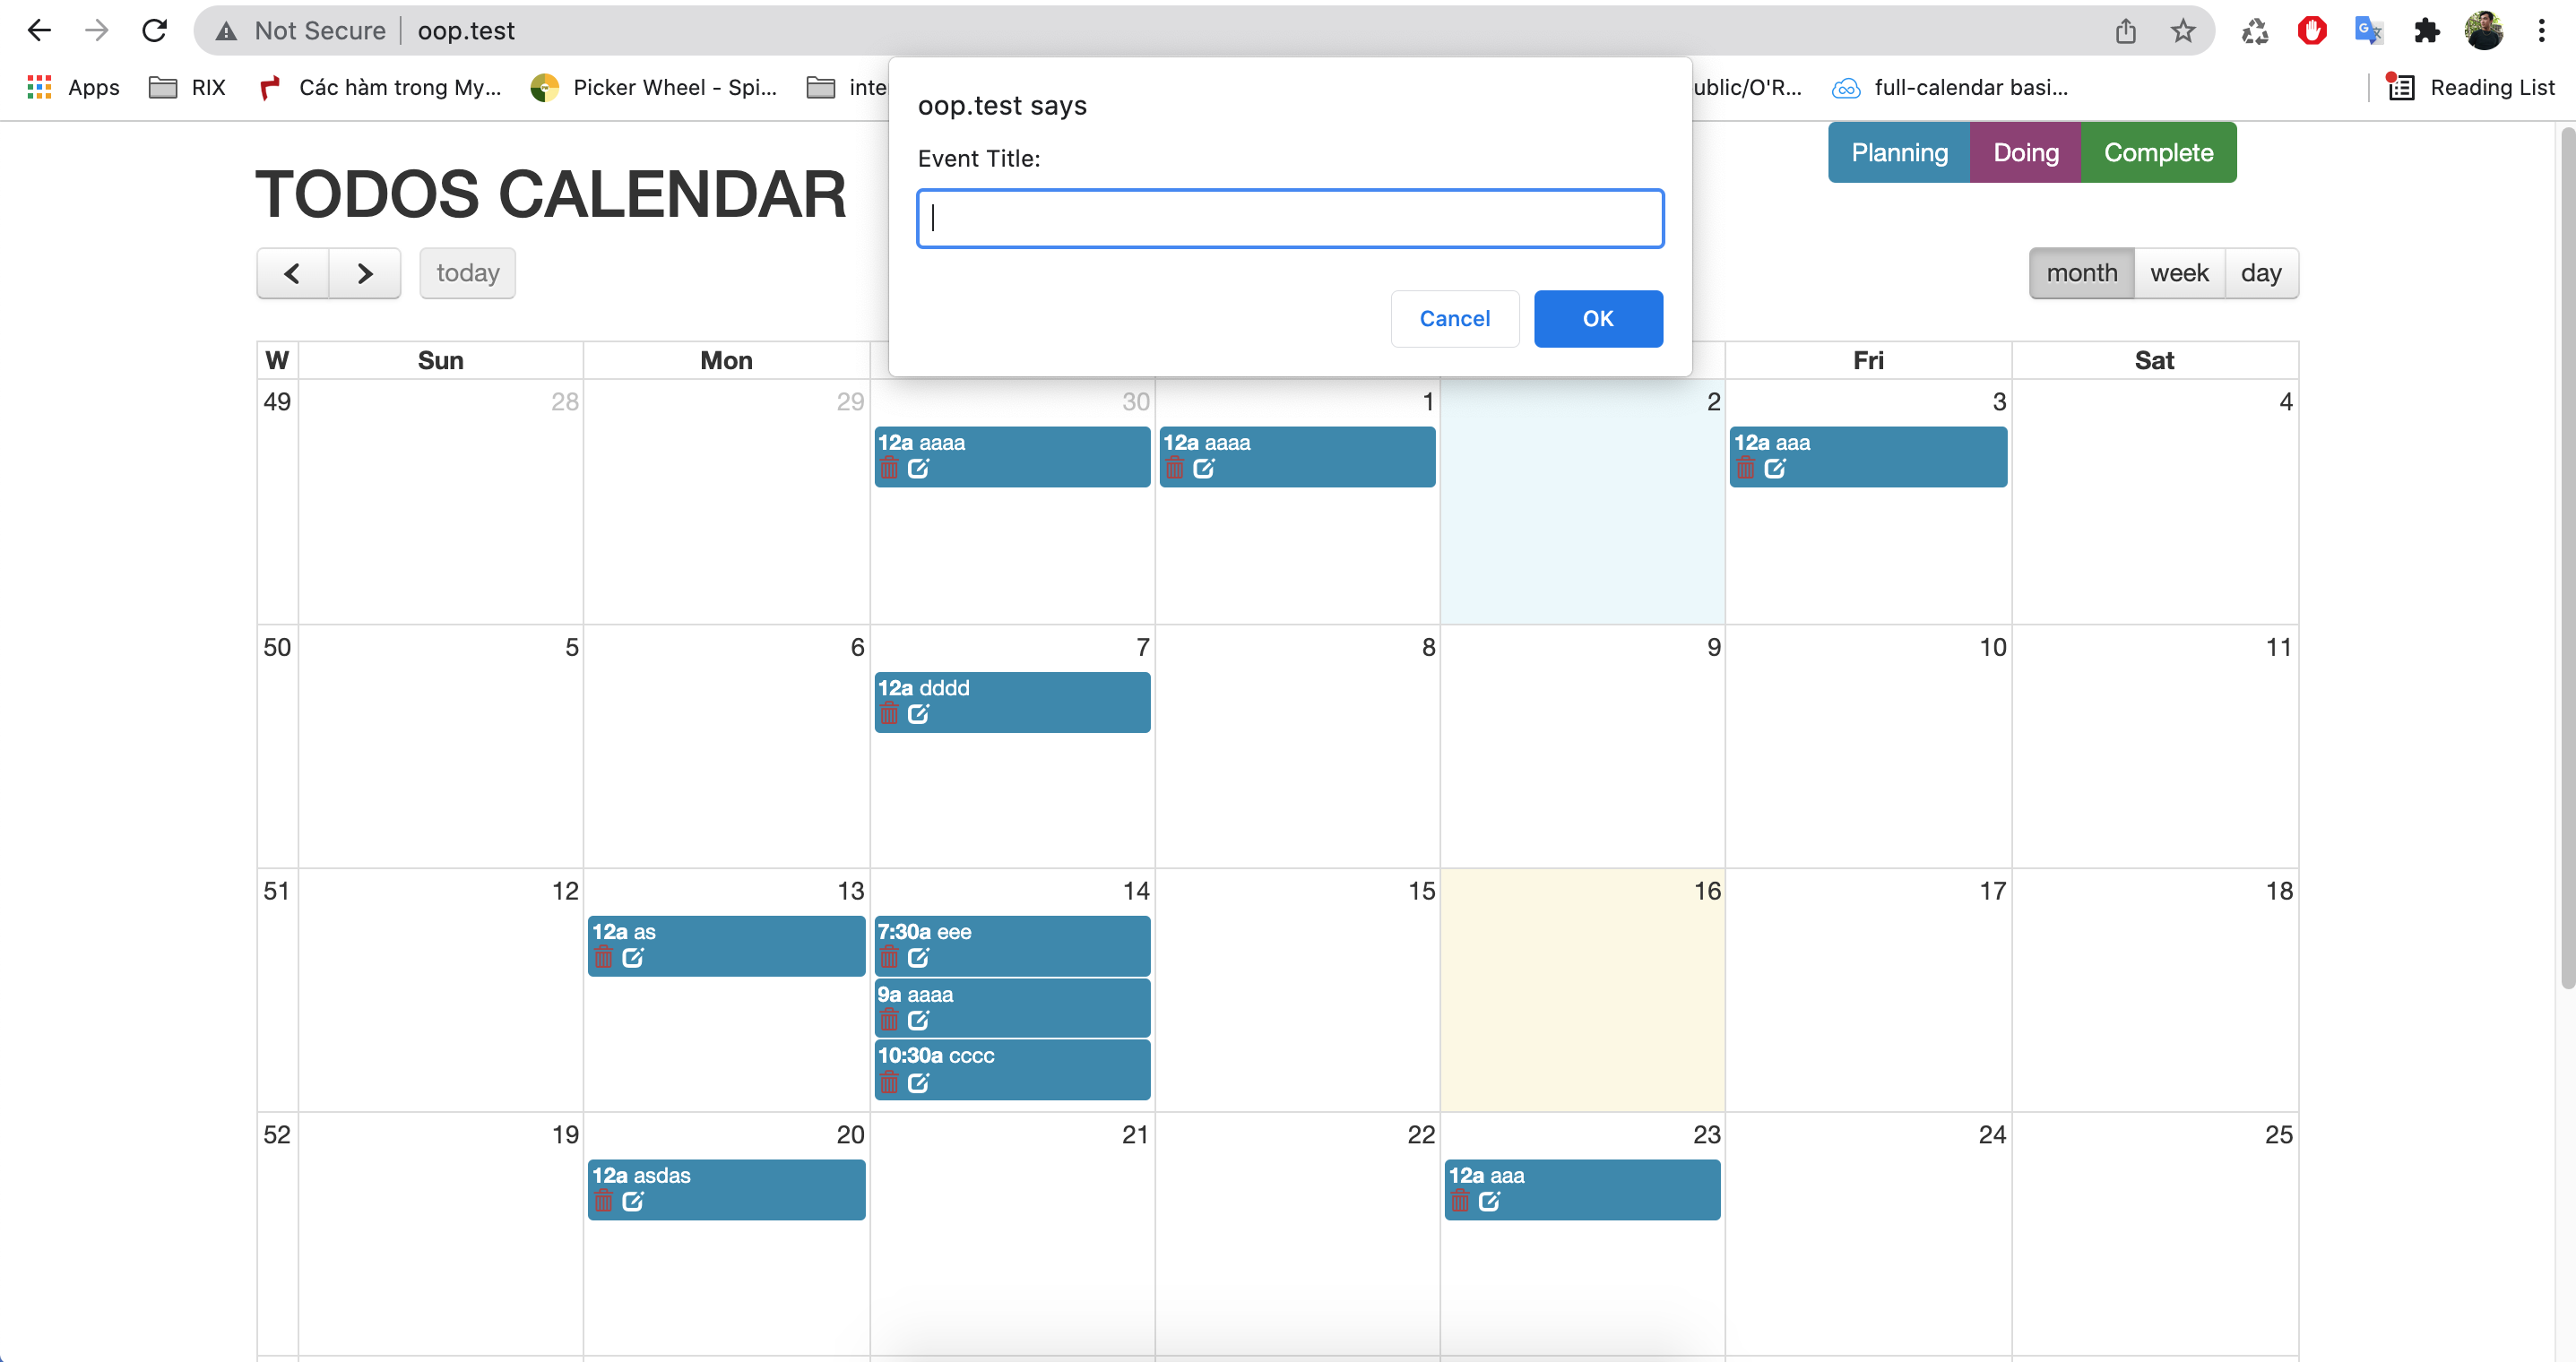 Not Secure | oop.test
Apps RIX Các hàm trong My... Picker Wheel - Spi... inte ublic/O'R... full-calendar basi... Reading List
oop.test says
Event Title:
Cancel OK
Planning Doing Complete
TODOS CALENDAR
today
month week day
W Sun Mon Fri Sat
49 28 29 30 1 2 3 4
12a aaaa 12a aaaa 12a aaa
50 5 6 7 8 9 10 11
12a dddd
51 12 13 14 15 16 17 18
12a as 7:30a eee
9a aaaa
10:30a cccc
52 19 20 21 22 23 24 25
12a asdas 12a aaa